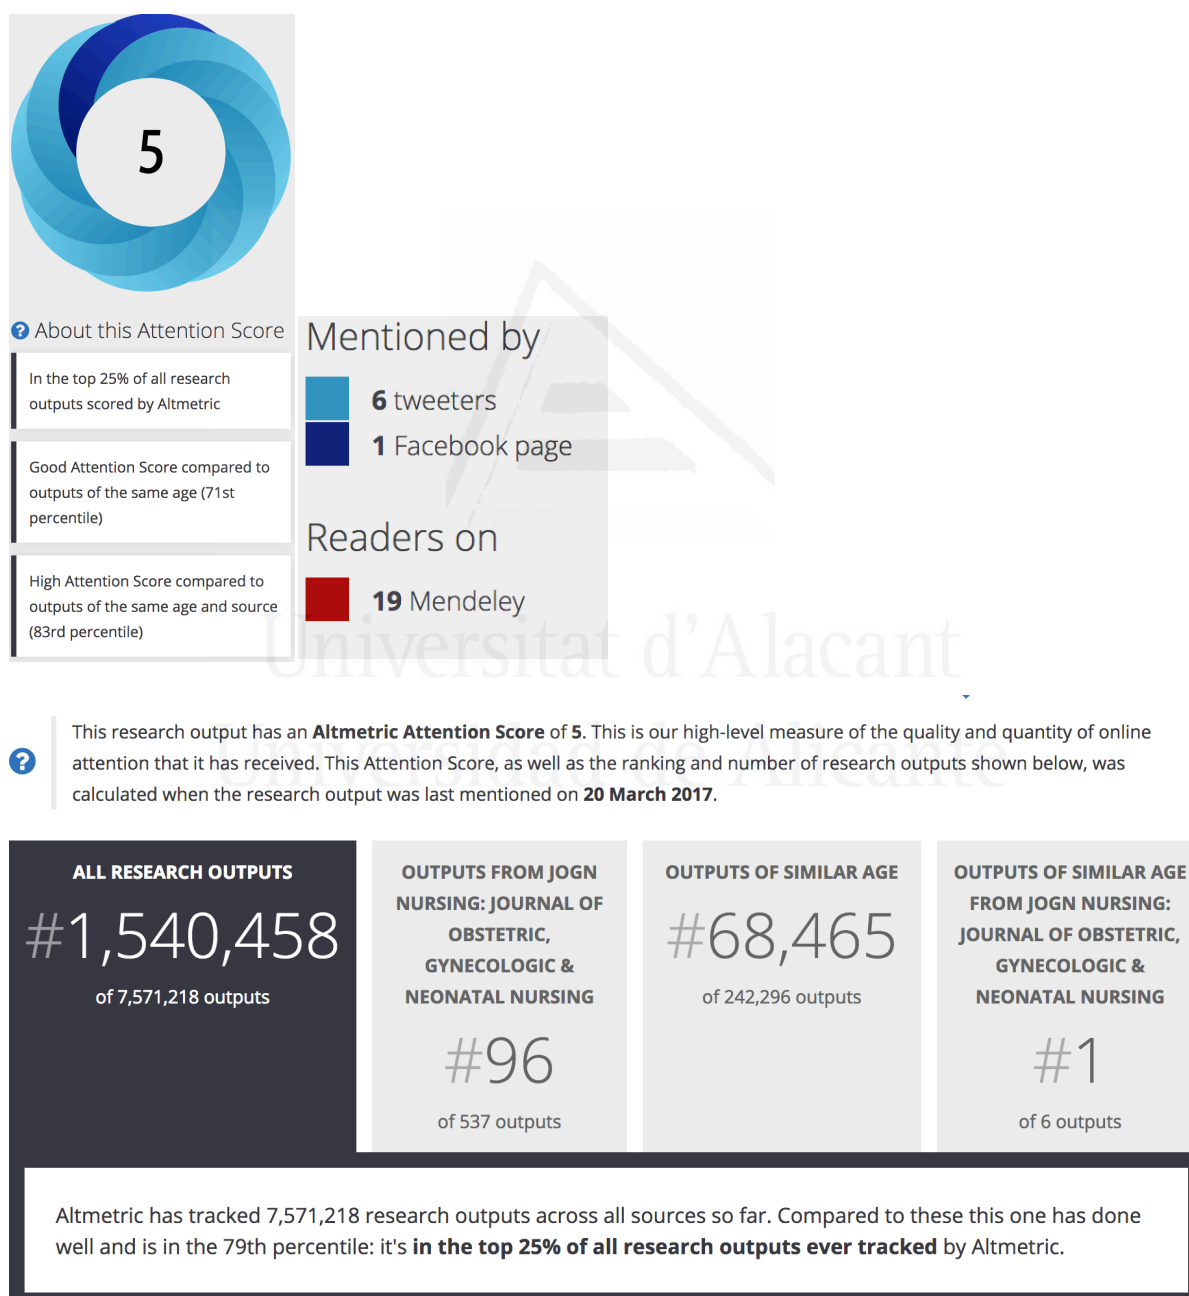 5
About this Attention Score
In the top 25% of all research
outputs scored by Altmetric
Good Attention Score compared to
outputs of the same age (71st
percentile)
High Attention Score compared to
outputs of the same age and source
(83rd percentile)
Mentioned by
6 tweeters
1 Facebook page
Readers on
19 Mendeley
Universitat d'Alacant
Universidad de Alicante
This research output has an Altmetric Attention Score of 5. This is our high-level measure of the quality and quantity of online
attention that it has received. This Attention Score, as well as the ranking and number of research outputs shown below, was
calculated when the research output was last mentioned on 20 March 2017.
ALL RESEARCH OUTPUTS
#1,540,458
of 7,571,218 outputs
OUTPUTS FROM JOGN
NURSING: JOURNAL OF
OBSTETRIC,
GYNECOLOGIC &
NEONATAL NURSING
#96
of 537 outputs
OUTPUTS OF SIMILAR AGE
#68,465
of 242,296 outputs
OUTPUTS OF SIMILAR AGE
FROM JOGN NURSING:
JOURNAL OF OBSTETRIC,
GYNECOLOGIC &
NEONATAL NURSING
#1
of 6 outputs
Altmetric has tracked 7,571,218 research outputs across all sources so far. Compared to these this one has done
well and is in the 79th percentile: it's in the top 25% of all research outputs ever tracked by Altmetric.